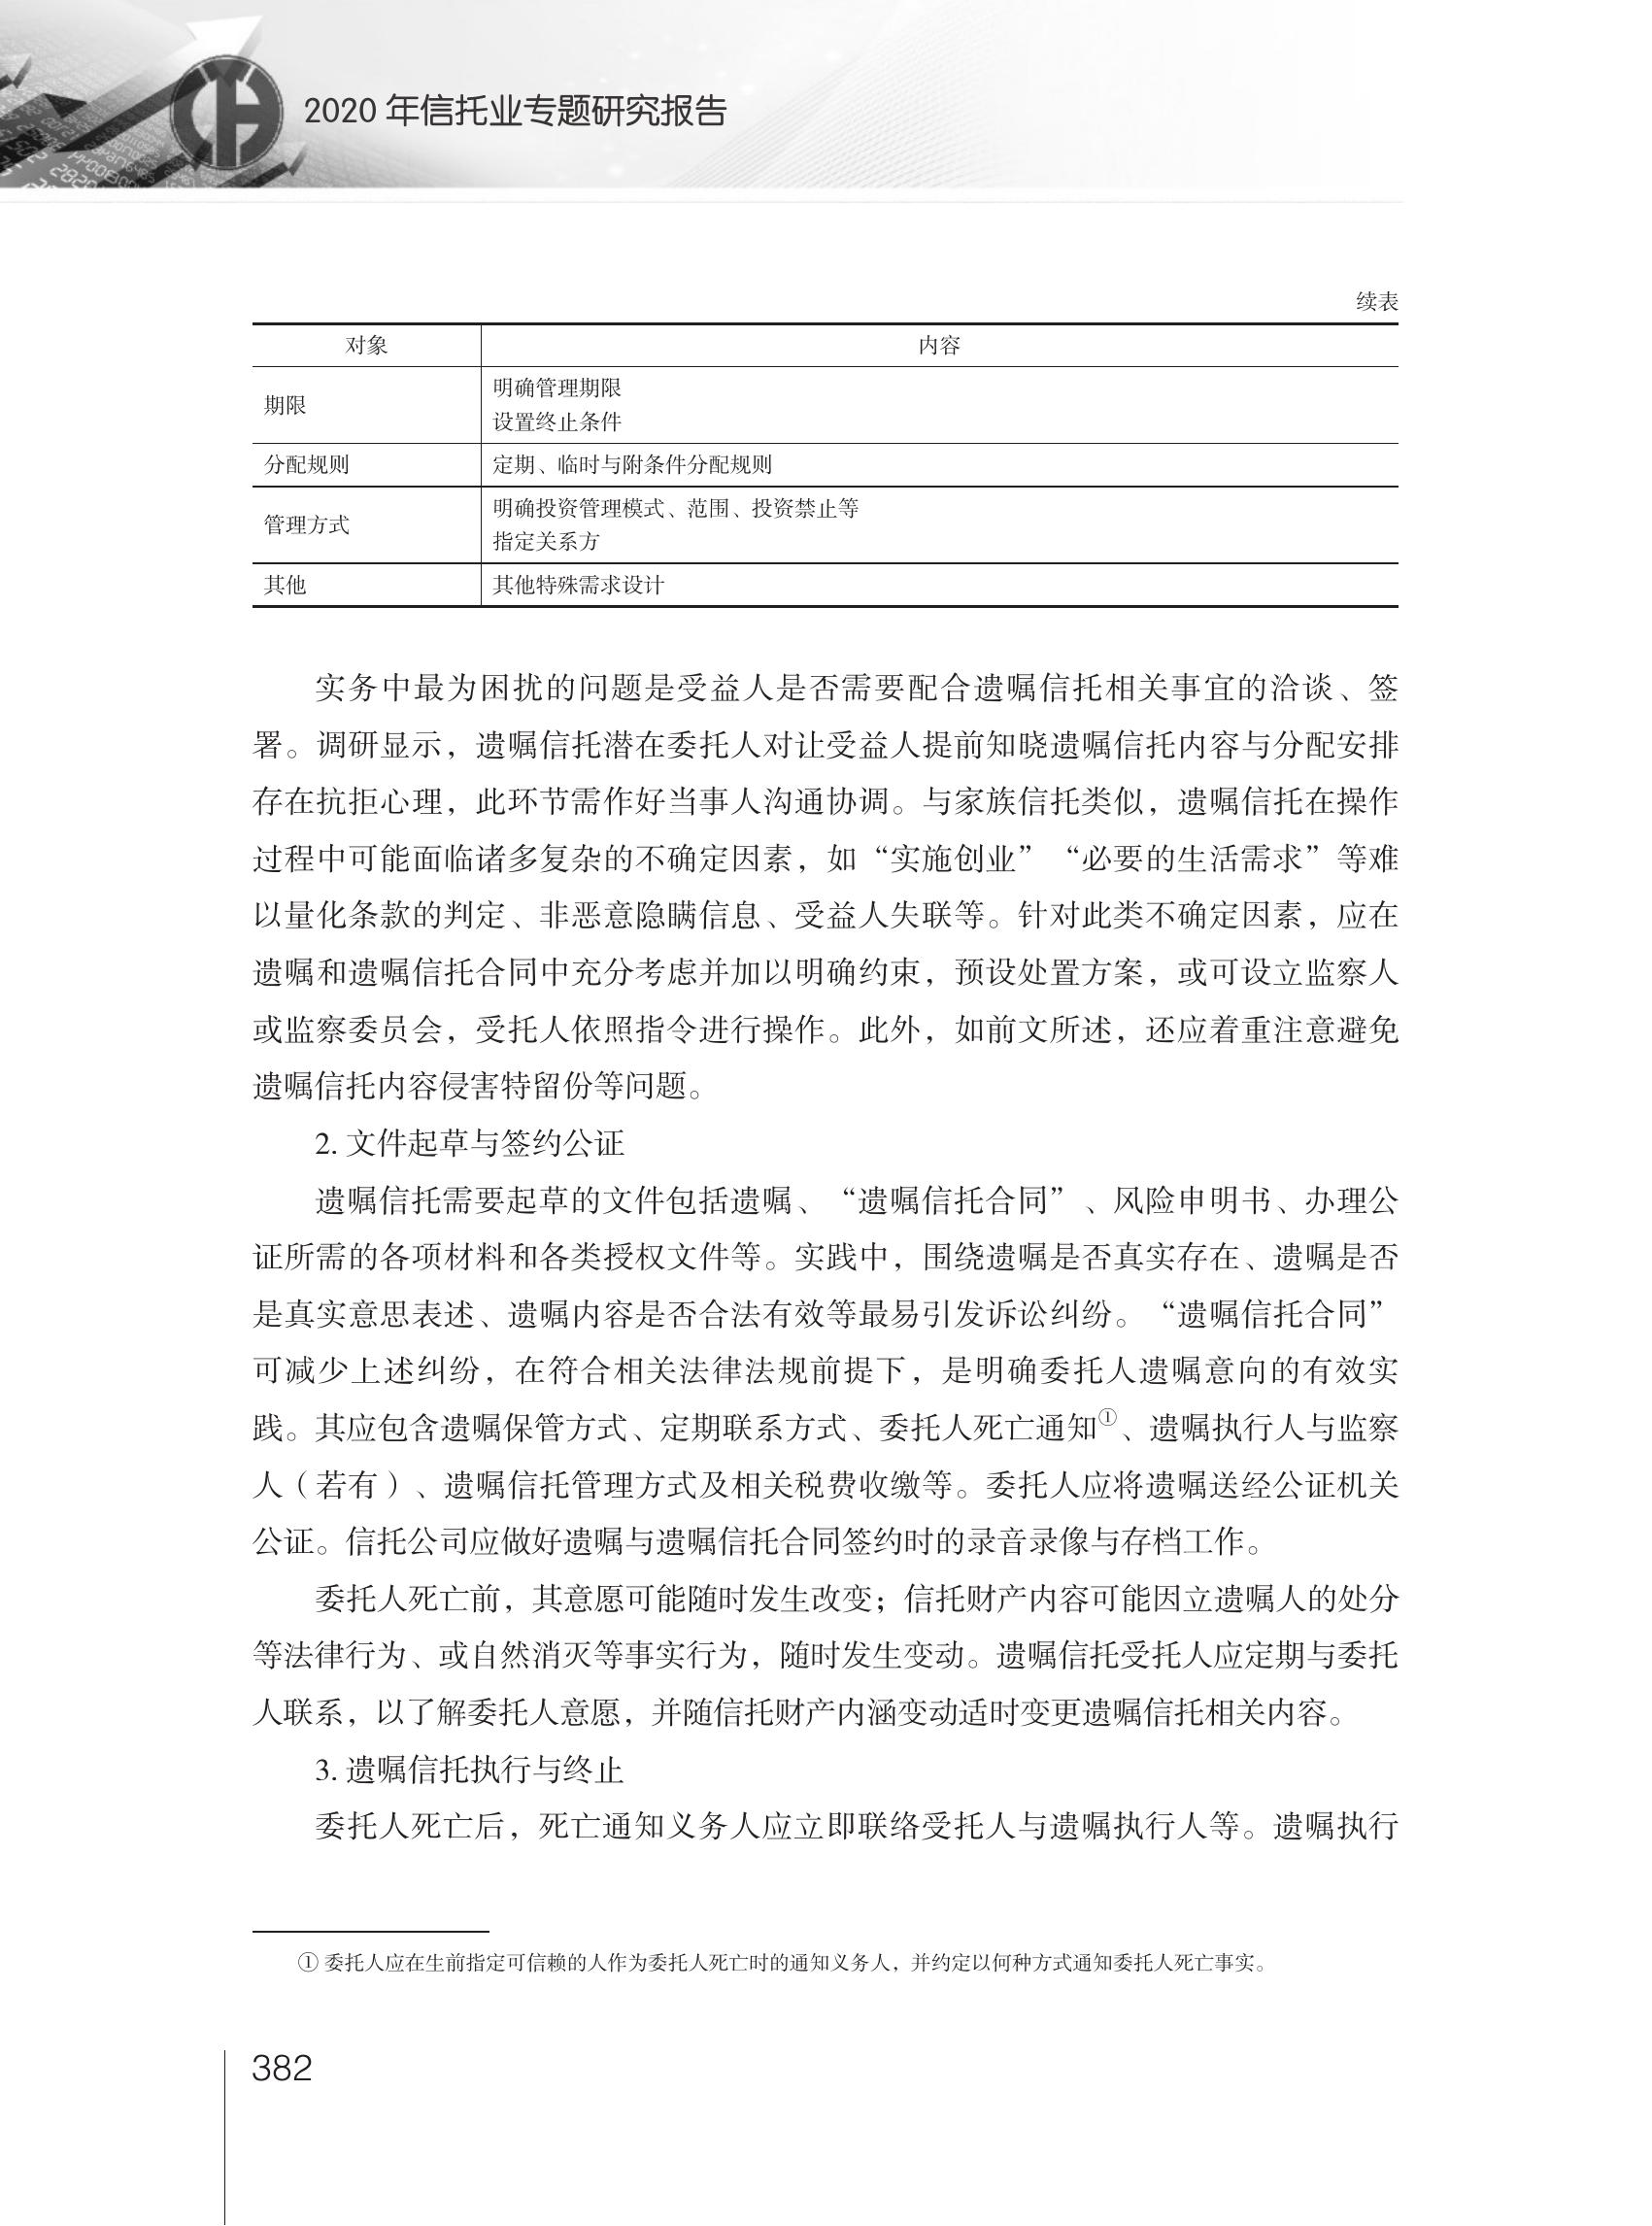 2020 年信托业专题研究报告
续表
对象 内容
期限 明确管理期限
设置终止条件
分配规则 定期、临时与附条件分配规则
管理方式 明确投资管理模式、范围、投资禁止等
指定关系方
其他 其他特殊需求设计
实务中最为困扰的问题是受益人是否需要配合遗嘱信托相关事宜的洽谈、签
署。调研显示，遗嘱信托潜在委托人对让受益人提前知晓遗嘱信托内容与分配安排
存在抗拒心理，此环节需作好当事人沟通协调。与家族信托类似，遗嘱信托在操作
过程中可能面临诸多复杂的不确定因素，如“实施创业”“必要的生活需求”等难
以量化条款的判定、非恶意隐瞒信息、受益人失联等。针对此类不确定因素，应在
遗嘱和遗嘱信托合同中充分考虑并加以明确约束，预设处置方案，或可设立监察人
或监察委员会，受托人依照指令进行操作。此外，如前文所述，还应着重注意避免
遗嘱信托内容侵害特留份等问题。
2. 文件起草与签约公证
遗嘱信托需要起草的文件包括遗嘱、“遗嘱信托合同”、风险申明书、办理公
证所需的各项材料和各类授权文件等。实践中，围绕遗嘱是否真实存在、遗嘱是否
是真实意思表述、遗嘱内容是否合法有效等最易引发诉讼纠纷。“遗嘱信托合同”
可减少上述纠纷，在符合相关法律法规前提下，是明确委托人遗嘱意向的有效实
践。其应包含遗嘱保管方式、定期联系方式、委托人死亡通知①、遗嘱执行人与监察
人（若有）、遗嘱信托管理方式及相关税费收缴等。委托人应将遗嘱送经公证机关
公证。信托公司应做好遗嘱与遗嘱信托合同签约时的录音录像与存档工作。
委托人死亡前，其意愿可能随时发生改变；信托财产内容可能因立遗嘱人的处分
等法律行为、或自然消灭等事实行为，随时发生变动。遗嘱信托受托人应定期与委托
人联系，以了解委托人意愿，并随信托财产内涵变动适时变更遗嘱信托相关内容。
3. 遗嘱信托执行与终止
委托人死亡后，死亡通知义务人应立即联络受托人与遗嘱执行人等。遗嘱执行
① 委托人应在生前指定可信赖的人作为委托人死亡时的通知义务人，并约定以何种方式通知委托人死亡事实。
382